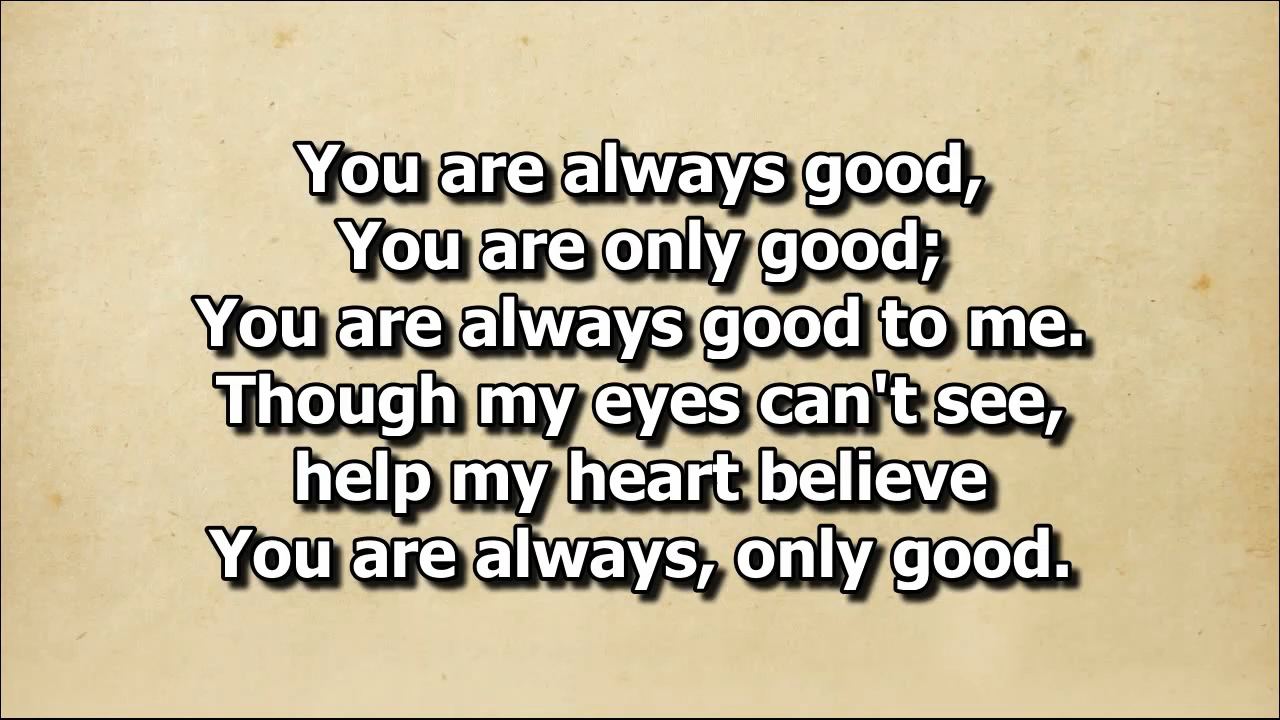 You are always good,
You are only good;
You are always good to me.
Though my eyes can't see,
help my heart believe
You are always, only good.